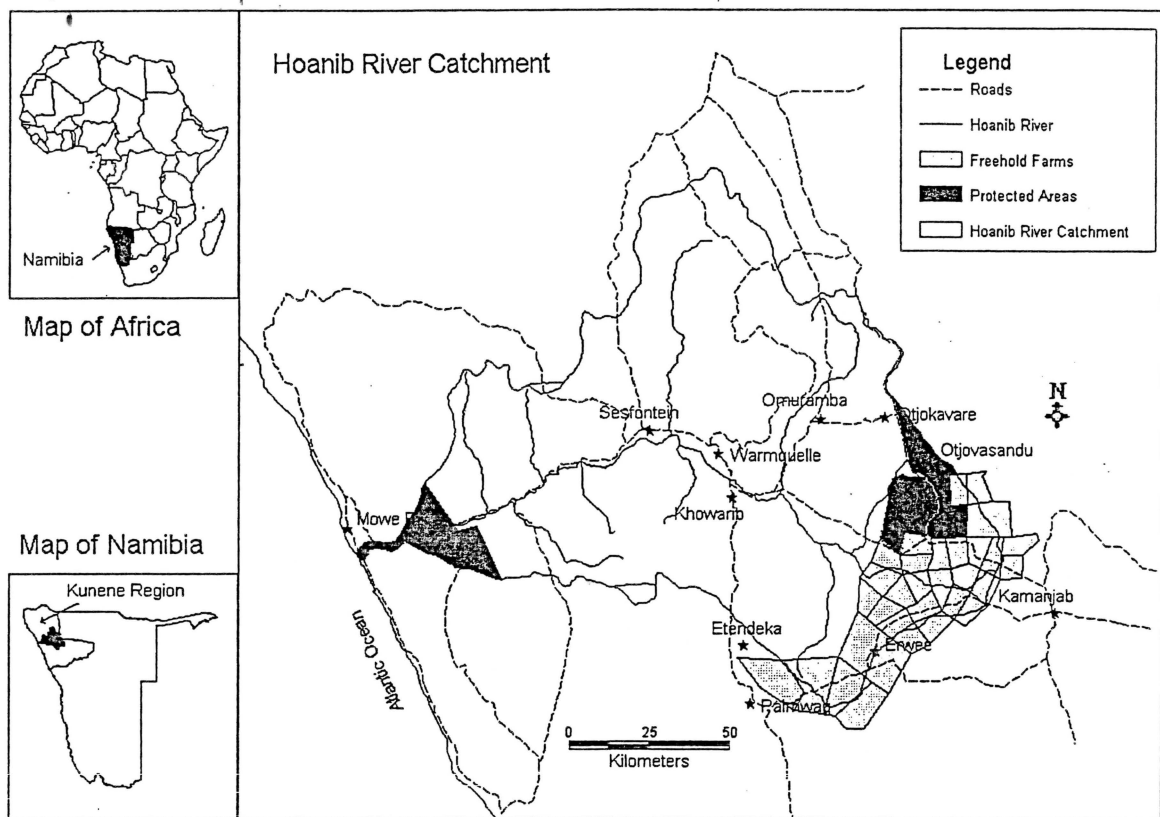 Hoanib River Catchment
Legend
Roads
Hoanib River
Freehold Farms
Protected Areas
Hoanib River Catchment
Namibia
Map of Africa
N
Omuramba
Sesfontein
Otjokavare
Warmquelle
Otjovasandu
Khowarib
Mowe
Map of Namibia
Kunene Region
Kamanjab
Etendeka
Erwee
Atlantic Ocean
Palmwag
0 25 50
Kilometers